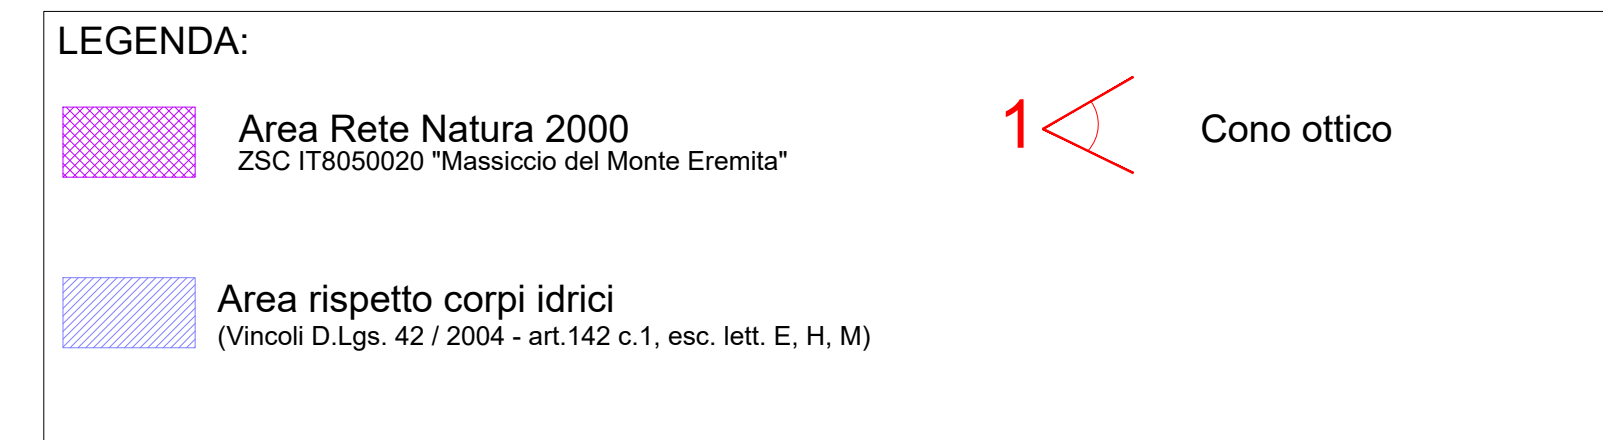 LEGENDA:
Area Rete Natura 2000
ZSC IT8050020 "Massiccio del Monte Eremita"
1
Cono ottico
Area rispetto corpi idrici
(Vincoli D.Lgs. 42 / 2004 - art.142 c.1, esc. lett. E, H, M)